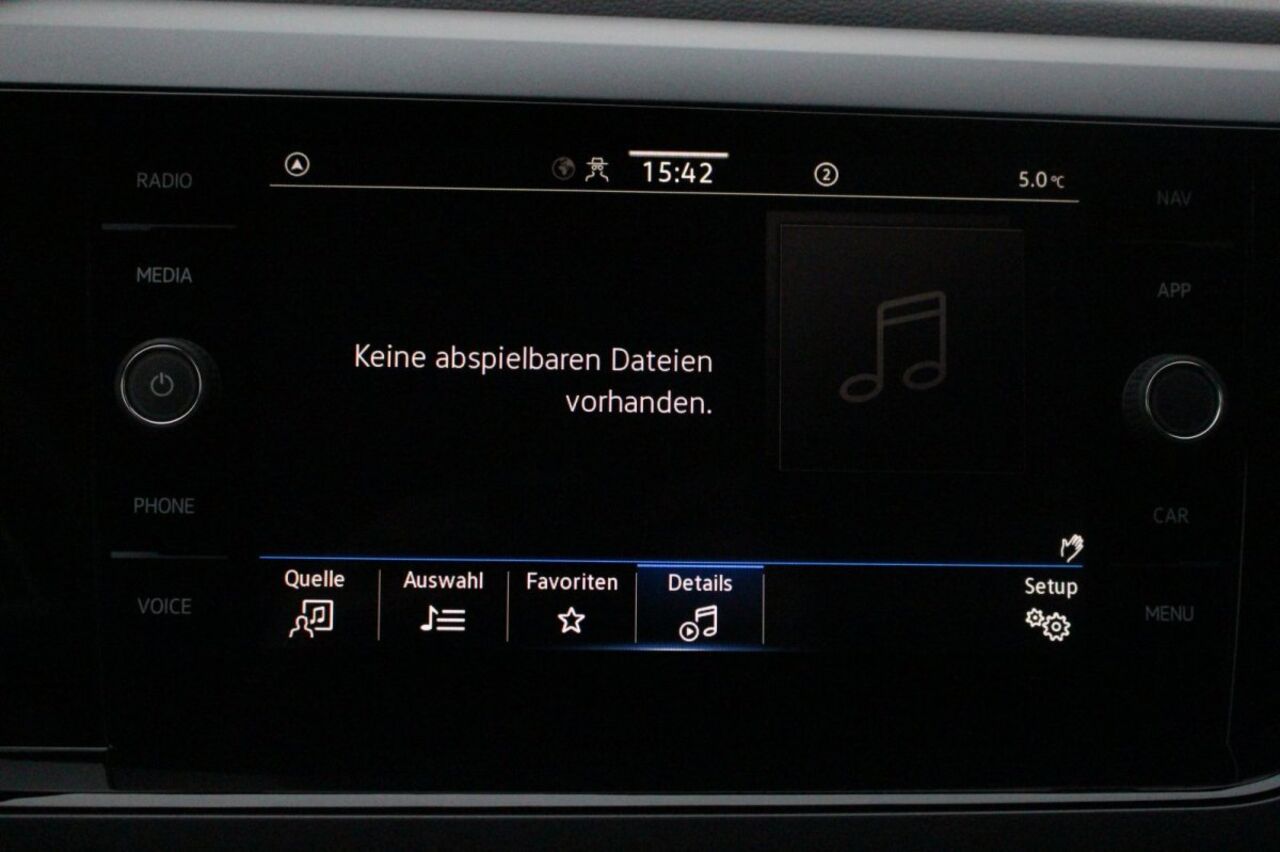 RADIO
MEDIA
PHONE
VOICE
15:42
2
5.0°C
Keine abspielbaren Dateien
vorhanden.
Quelle
Auswahl
Favoriten
Details
Setup
NAV
APP
CAR
MENU